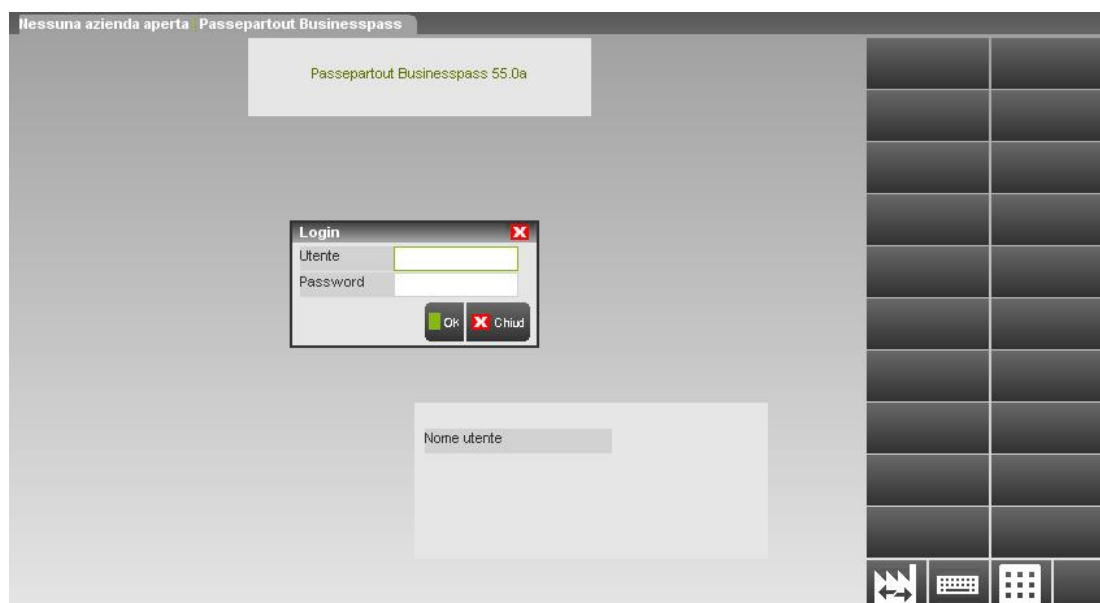 Nessuna azienda aperta Passepartout Businesspass
Passepartout Businesspass 55.0a
Login
Utente
Password
Ok
Chiud
Nome utente